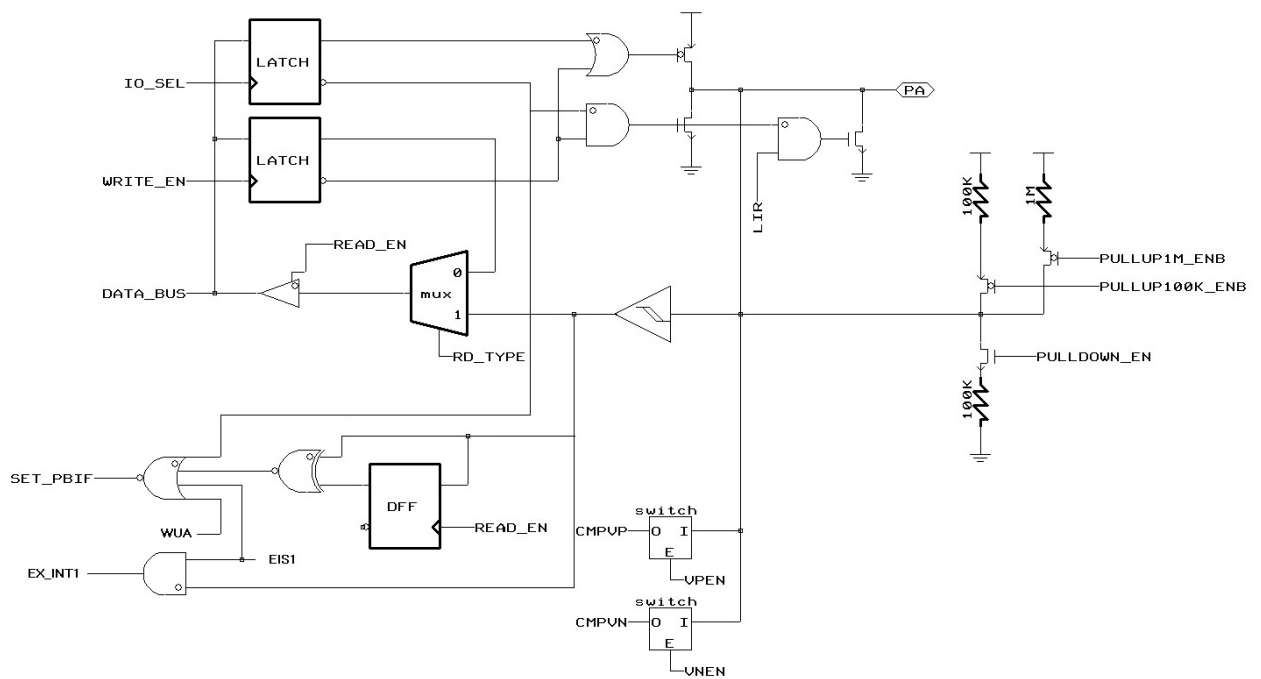 LATCH
IO_SEL
PA
LATCH
WRITE_EN
LIR
100K
1M
READ_EN
PULLUP1M_ENB
0
DATA_BUS
mux
PULLUP100K_ENB
1
RD_TYPE
PULLDOWN_EN
100K
SET_PBIF
DFF
switch
READ_EN
CMPVP
O I
WUA
E
EIS1
EX_INT1
VPEN
switch
CMPVN
O I
E
VNEN